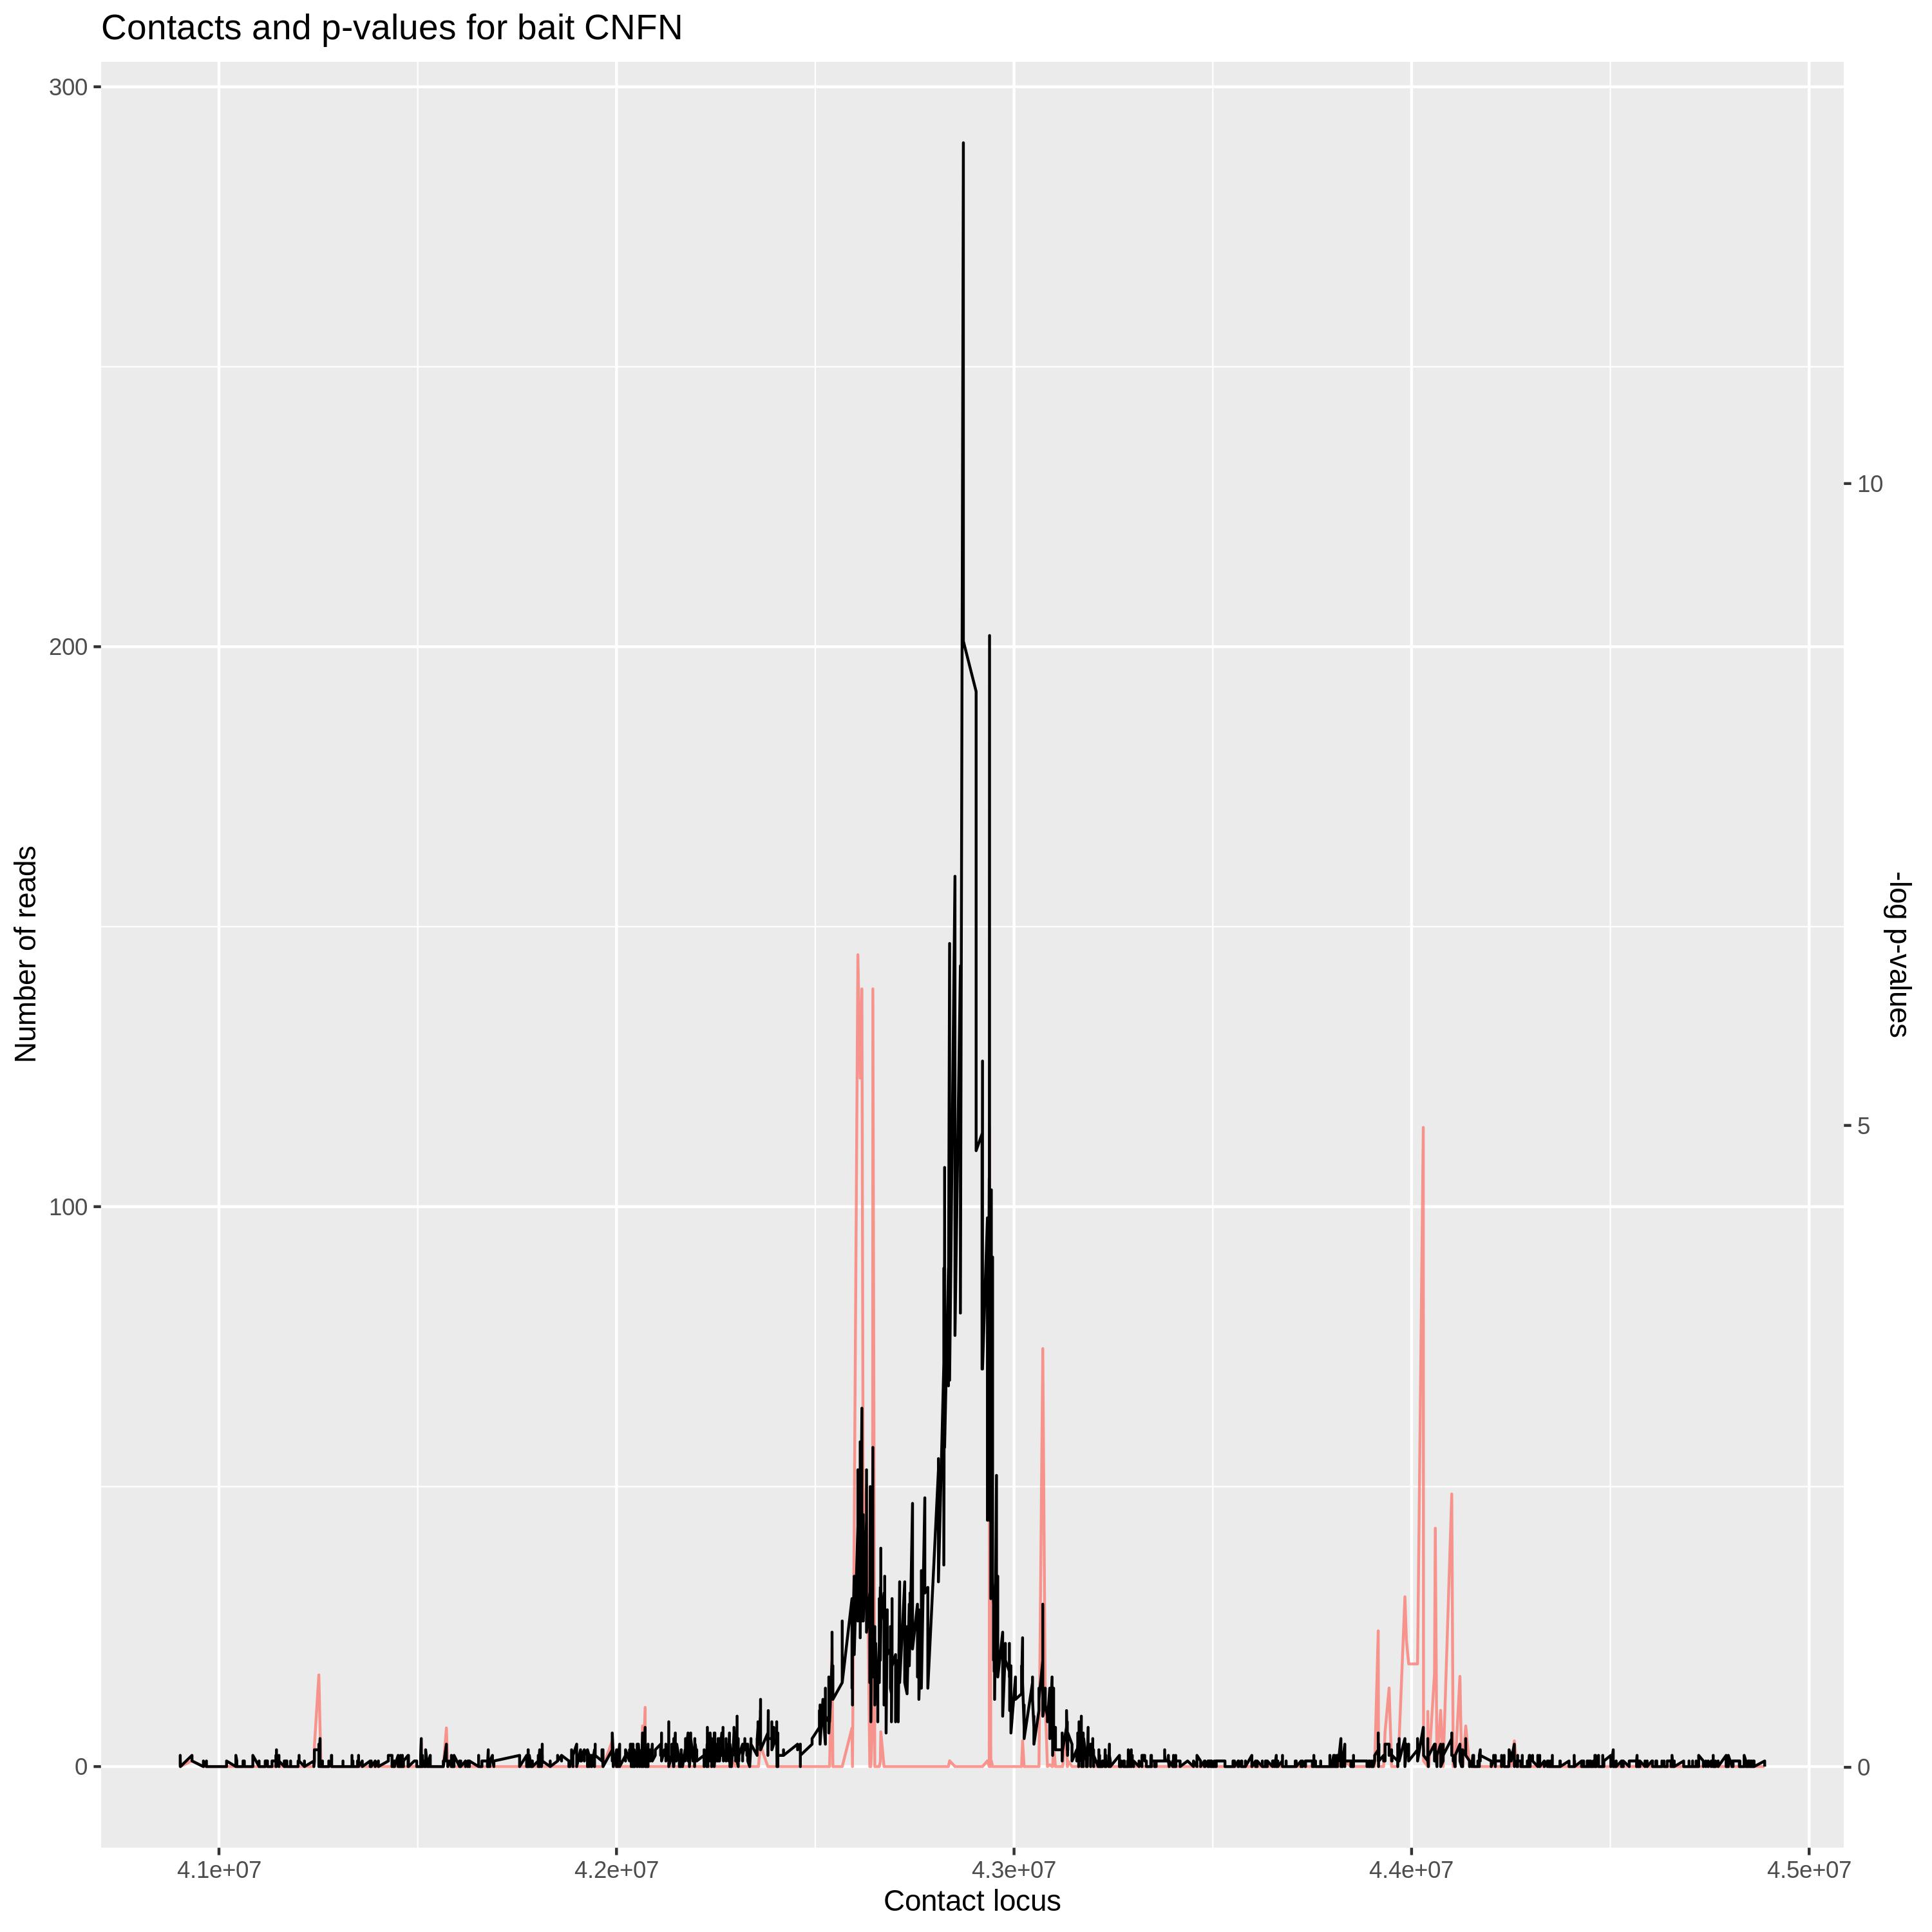 Contacts and p-values for bait CNFN
300
200
100
0
Number of reads
10
5
0
-log p-values
4.1e+07
4.2e+07
4.3e+07
4.4e+07
4.5e+07
Contact locus